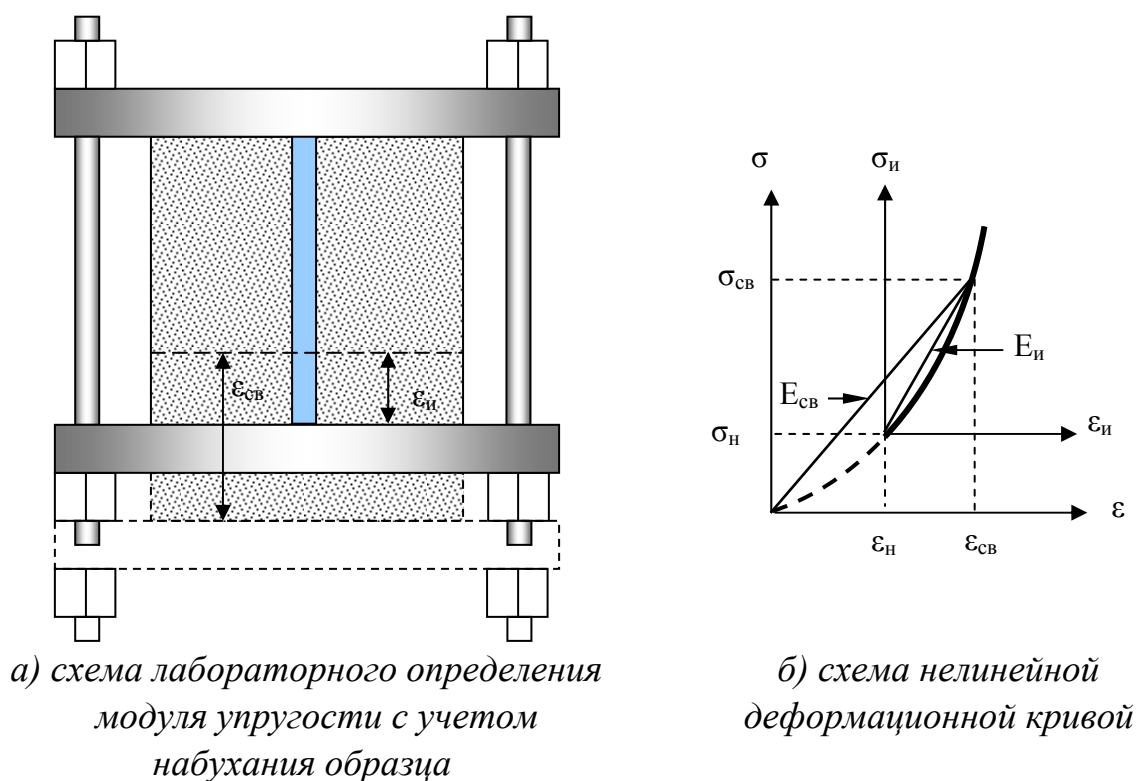 σ
σи
σсв
Eи
εсв
εи
Eсв
σн
εи
ε
εн
εсв
а) схема лабораторного определения
модуля упругости с учетом
набухания образца
б) схема нелинейной
деформационной кривой